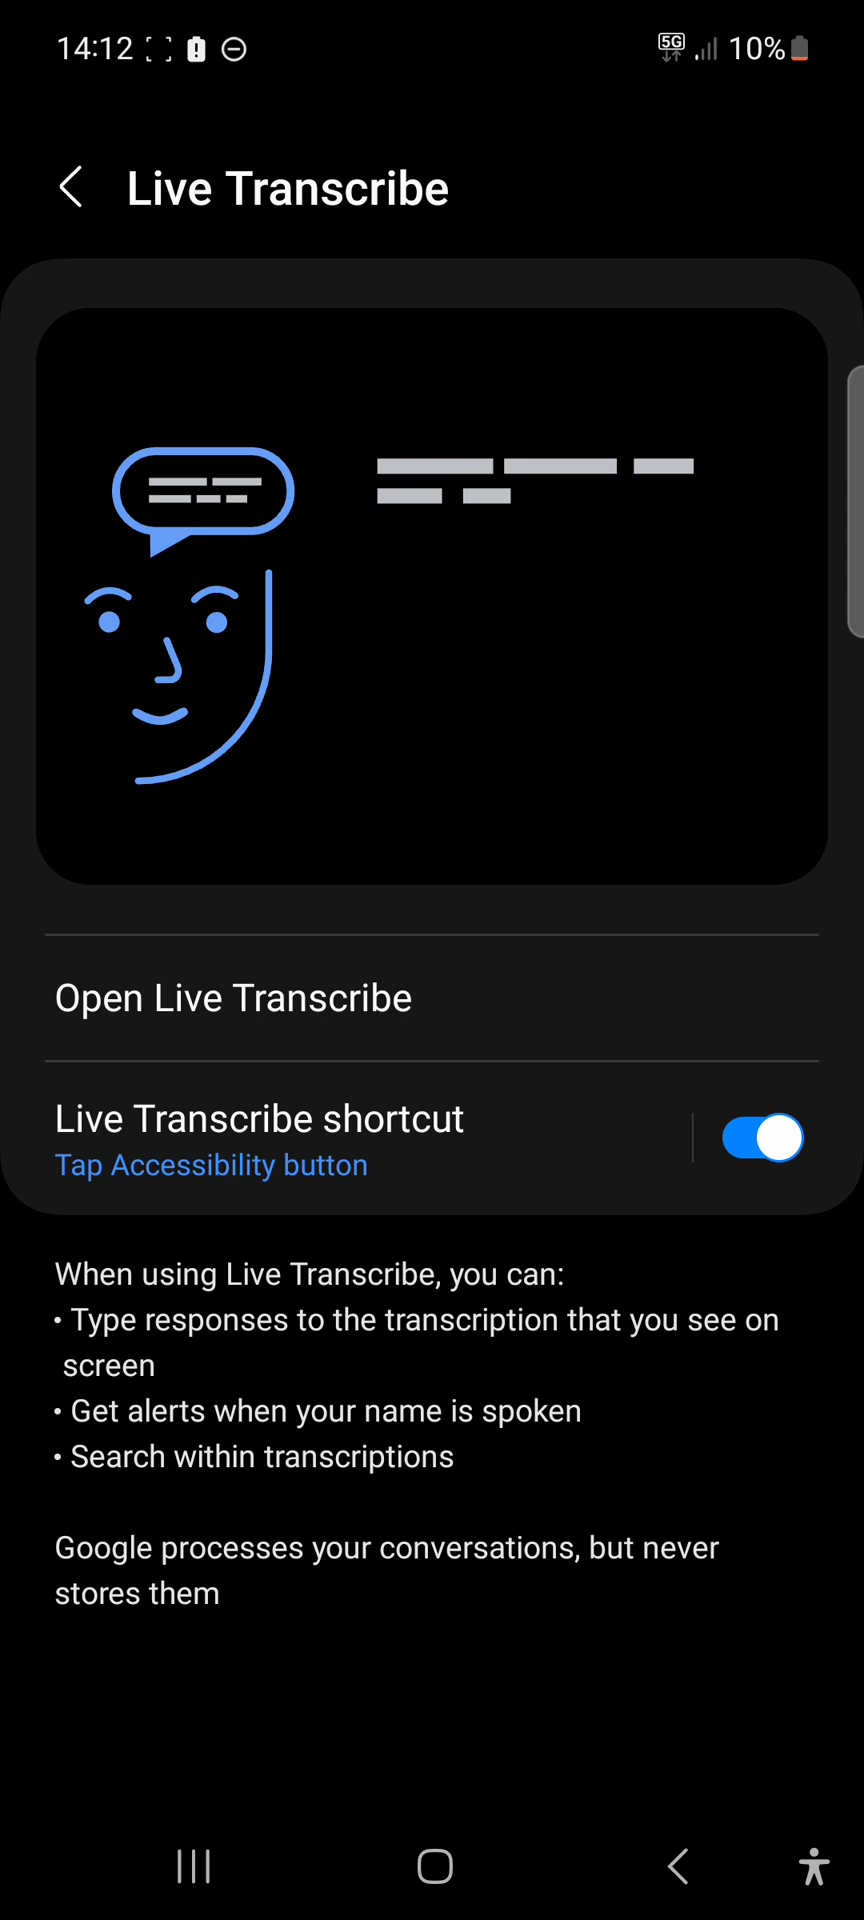 14:12
5G 10%
Live Transcribe
Open Live Transcribe
Live Transcribe shortcut
Tap Accessibility button
When using Live Transcribe, you can:
• Type responses to the transcription that you see on
screen
• Get alerts when your name is spoken
• Search within transcriptions
Google processes your conversations, but never
stores them